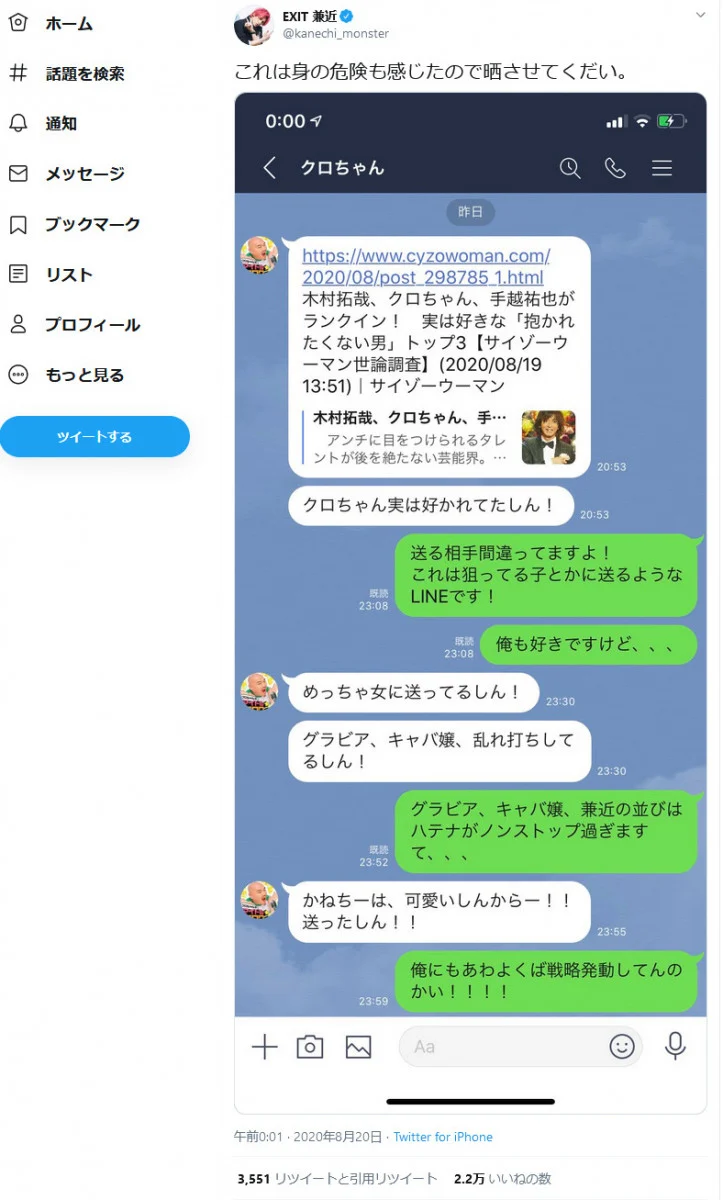 ホーム
話題を検索
通知
メッセージ
ブックマーク
リスト
プロフィール
もっと見る
ツイートする
EXIT 兼近
@kanechi_monster
これは身の危険も感じたので晒させてくだい。
0:00
クロちゃん
昨日
https://www.cyzowoman.com/
2020/08/post_298785_1.html
木村拓哉、クロちゃん、手越祐也が
ランクイン！　実は好きな「抱かれ
たくない男」トップ3【サイゾーウ
ーマン世論調査】(2020/08/19
13:51)｜サイゾーウーマン
木村拓哉、クロちゃん、手…
アンチに目をつけられるタレ
ントが後を絶たない芸能界。…
20:53
クロちゃん実は好かれてたしん！
20:53
送る相手間違ってますよ！
これは狙ってる子とかに送るような
LINEです！
既読
23:08
俺も好きですけど、、、
既読
23:08
めっちゃ女に送ってるしん！
23:30
グラビア、キャバ嬢、乱れ打ちして
るしん！
23:30
グラビア、キャバ嬢、兼近の並びは
ハテナがノンストップ過ぎます
て、、、
既読
23:52
かねちーは、可愛いしんからー！！
送ったしん！！
23:55
俺にもあわよくば戦略発動してんの
かい！！！！
23:59
Aa
午前0:01 · 2020年8月20日 · Twitter for iPhone
3,551 リツイートと引用リツイート 2.2万 いいねの数